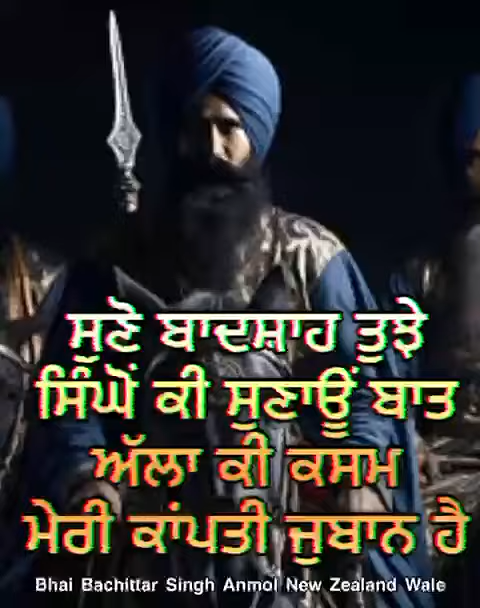 ਸੁਣੋ ਬਾਦਸ਼ਾਹ ਤੂਝੇ
ਸਿੰਘੋਂ ਕੀ ਸੁਣਾਊਂ ਬਾਤ
ਅੱਲਾ ਕੀ ਕਸਮ
ਮੇਰੀ ਕਾਂਪਤੀ ਜੁਬਾਨ ਹੈ
Bhai Bachittar Singh Anmol New Zealand Wale